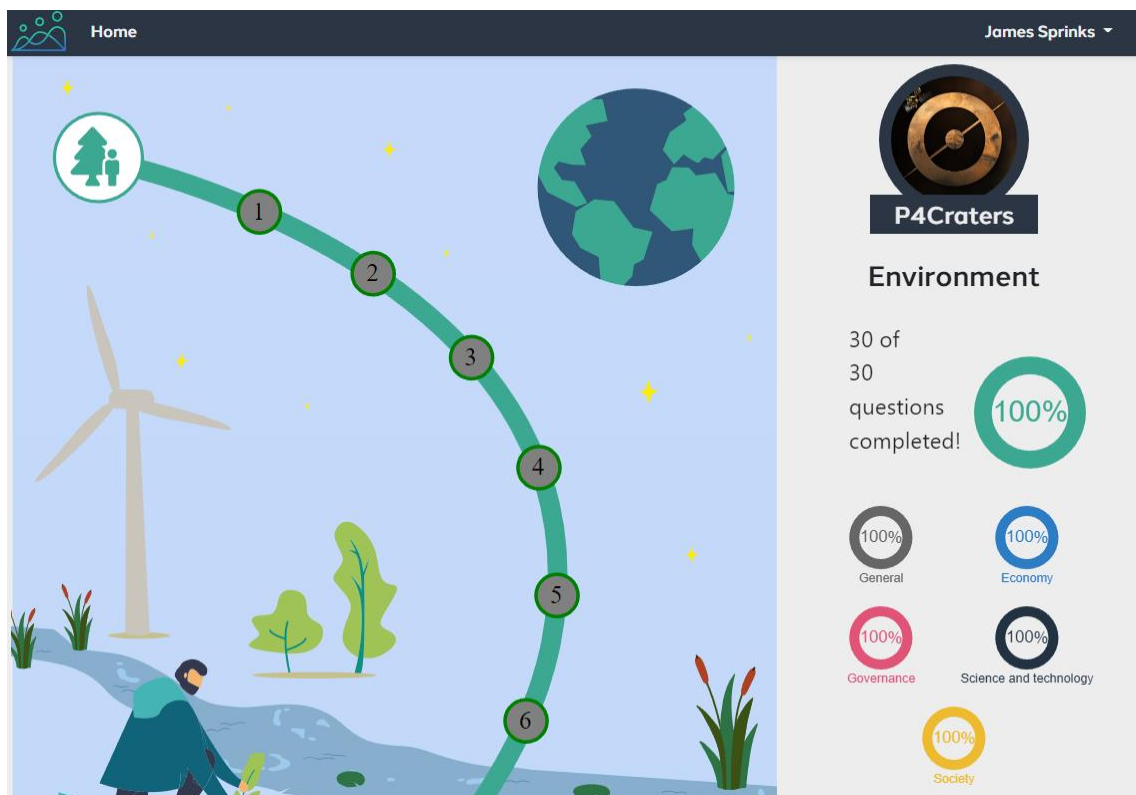 Home
James Sprinks
1
2
3
4
5
6
P4Craters
Environment
30 of
30
questions
completed!
100%
100%
General
100%
Economy
100%
Governance
100%
Science and technology
100%
Society